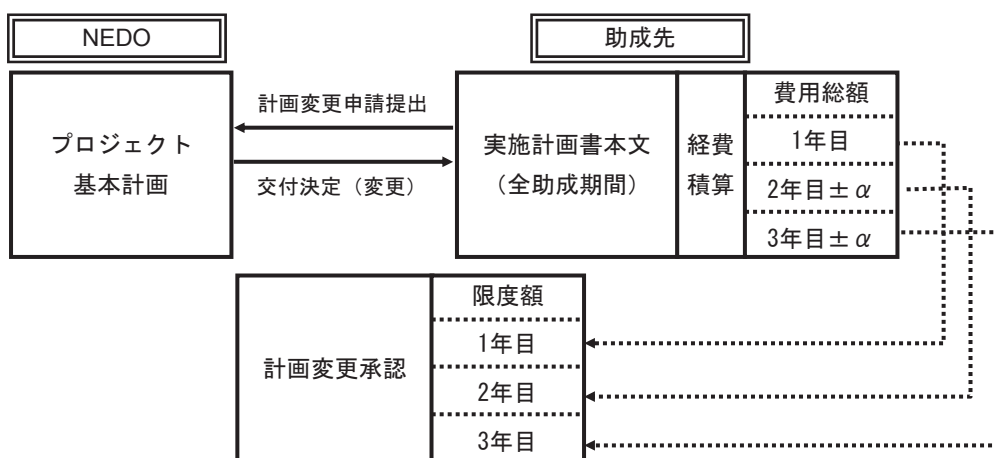 NEDO
助成先
プロジェクト
基本計画
計画変更申請提出
交付決定（変更）
実施計画書本文
（全助成期間）
経費
積算
費用総額
1年目
2年目±α
3年目±α
計画変更承認
限度額
1年目
2年目
3年目